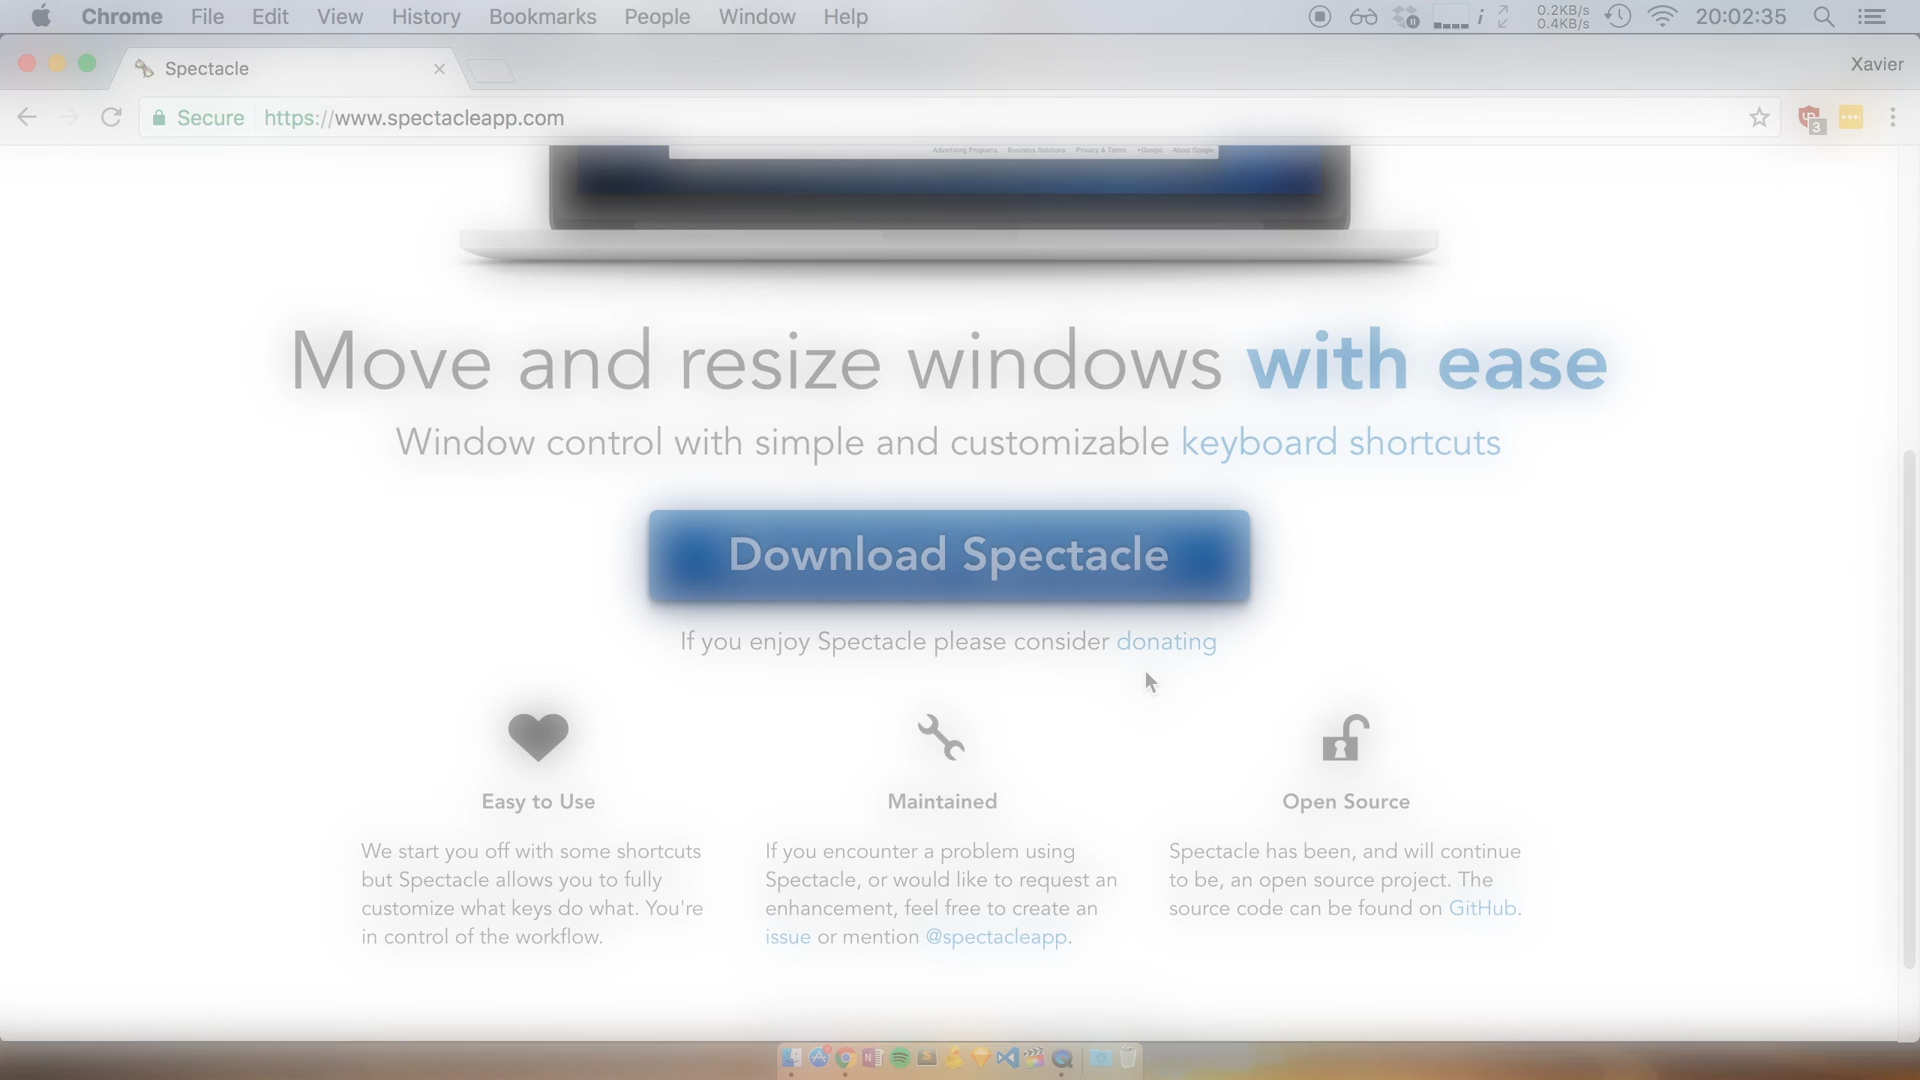 Chrome File Edit View History Bookmarks People Window Help
0.2KB/s
0.4KB/s
20:02:35
Spectacle
Xavier
Secure https://www.spectacleapp.com
3
Advertising Programs Business Solutions Privacy & Terms +Google About Google
Move and resize windows with ease
Window control with simple and customizable keyboard shortcuts
Download Spectacle
If you enjoy Spectacle please consider donating
Easy to Use
We start you off with some shortcuts
but Spectacle allows you to fully
customize what keys do what. You're
in control of the workflow.
Maintained
If you encounter a problem using
Spectacle, or would like to request an
enhancement, feel free to create an
issue or mention @spectacleapp.
Open Source
Spectacle has been, and will continue
to be, an open source project. The
source code can be found on GitHub.